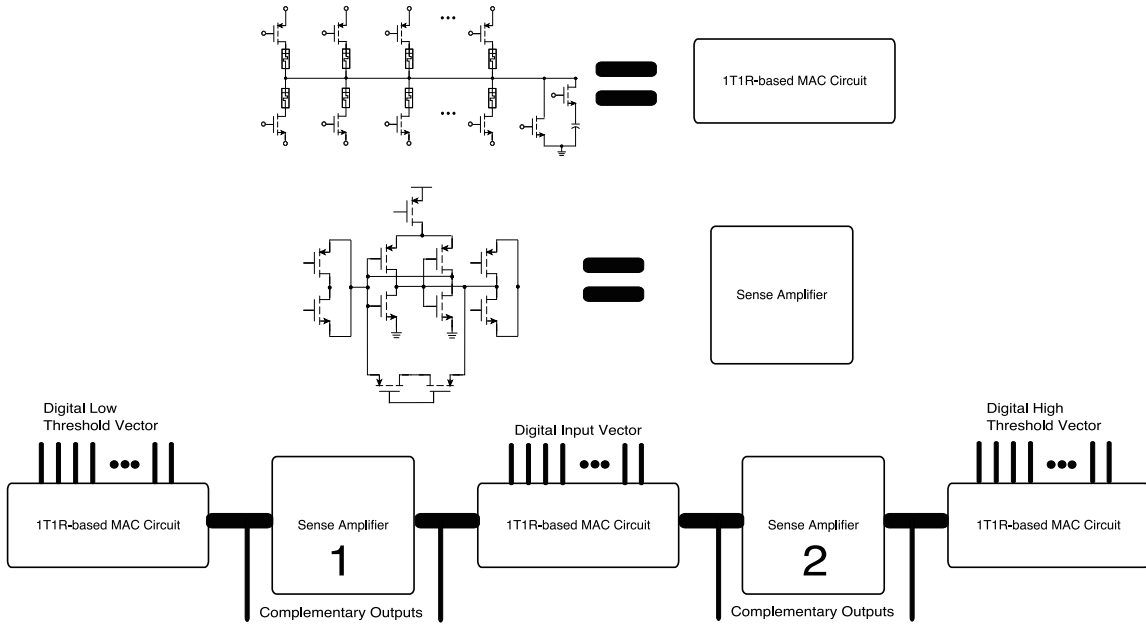 1T1R-based MAC Circuit
Sense Amplifier
Digital Low
Threshold Vector
Digital Input Vector
Digital High
Threshold Vector
1T1R-based MAC Circuit
Sense Amplifier
1
1T1R-based MAC Circuit
Sense Amplifier
2
1T1R-based MAC Circuit
Complementary Outputs
Complementary Outputs